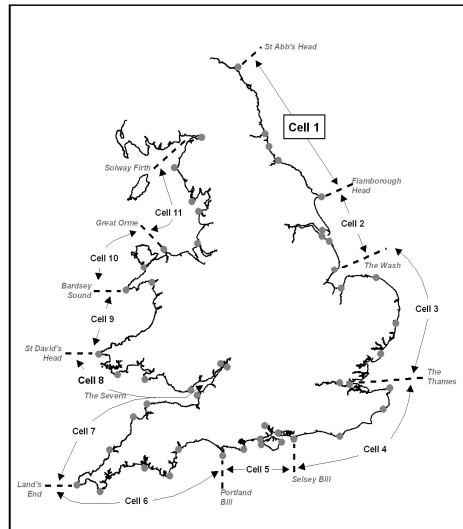 St Abb's Head
Cell 1
Solway Firth
Flamborough
Head
Cell 11
Great Orme
Cell 2
Cell 10
The Wash
Bardsey
Sound
Cell 3
Cell 9
St David's
Head
Cell 8
The
Thames
The Severn
Cell 7
Cell 4
Cell 5
Selsey Bill
Land's
End
Cell 6
Portland
Bill